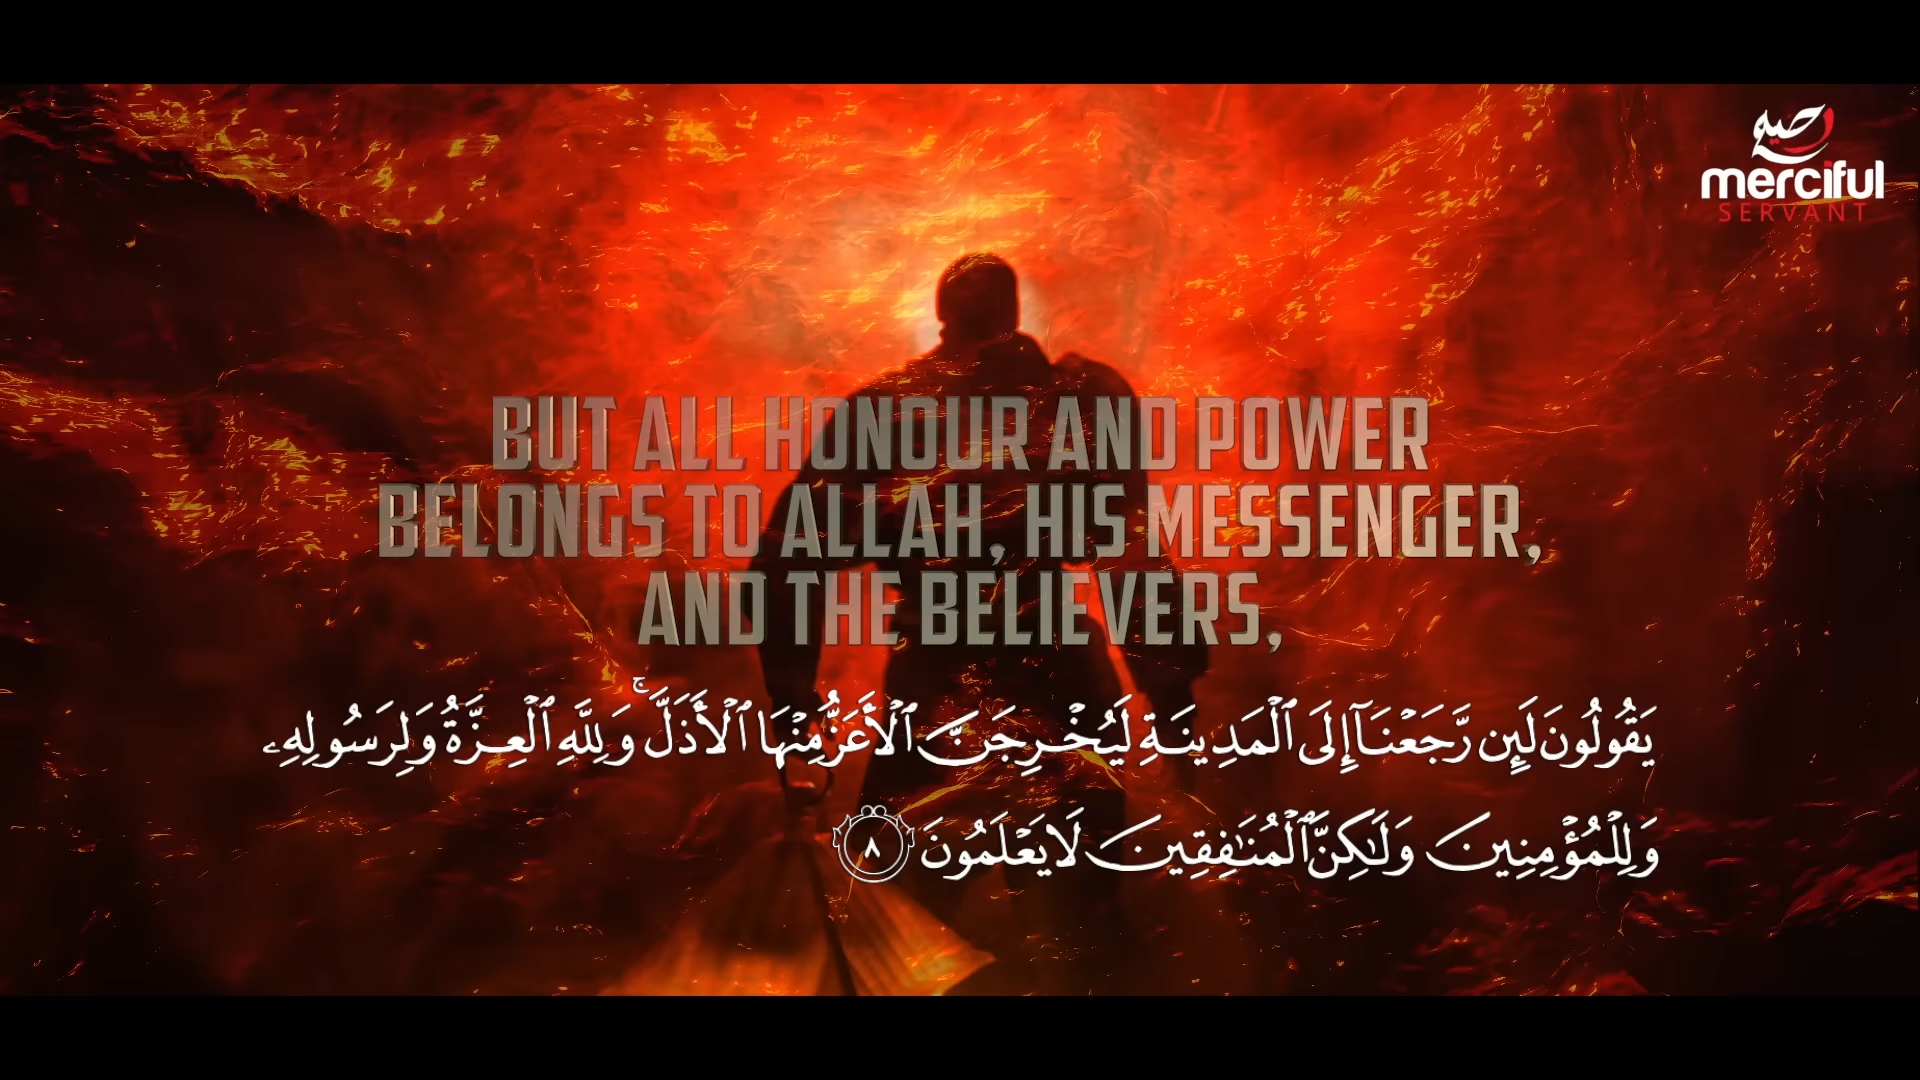 merciful
SERVANT
BUT ALL HONOUR AND POWER
BELONGS TO ALLAH, HIS MESSENGER,
AND THE BELIEVERS,
يَقُولُونَ لَئِن رَّجَعْنَآ إِلَى ٱلْمَدِينَةِ لَيُخْرِجَنَّ ٱلْأَعَزُّ مِنْهَا ٱلْأَذَلَّ ۚ وَلِلَّهِ ٱلْعِزَّةُ وَلِرَسُولِهِۦ
وَلِلْمُؤْمِنِينَ وَلَـٰكِنَّ ٱلْمُنَـٰفِقِينَ لَا يَعْلَمُونَ ٨